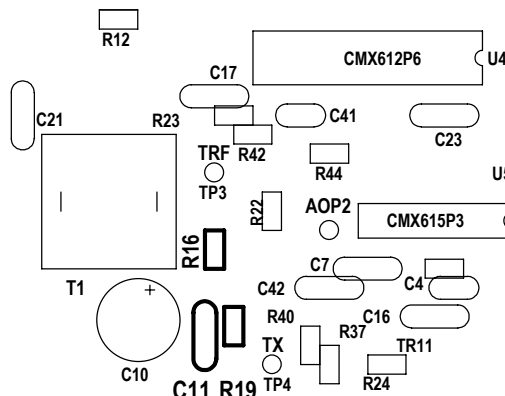 R12
CMX612P6
U4
C17
C21
R23
C41
C23
R42
TRF
R44
TP3
U5
R22
AOP2
CMX615P3
R16
C7
T1
+
C42
C4
R40
C16
R37
TX
TR11
C10
C11
R19
TP4
R24